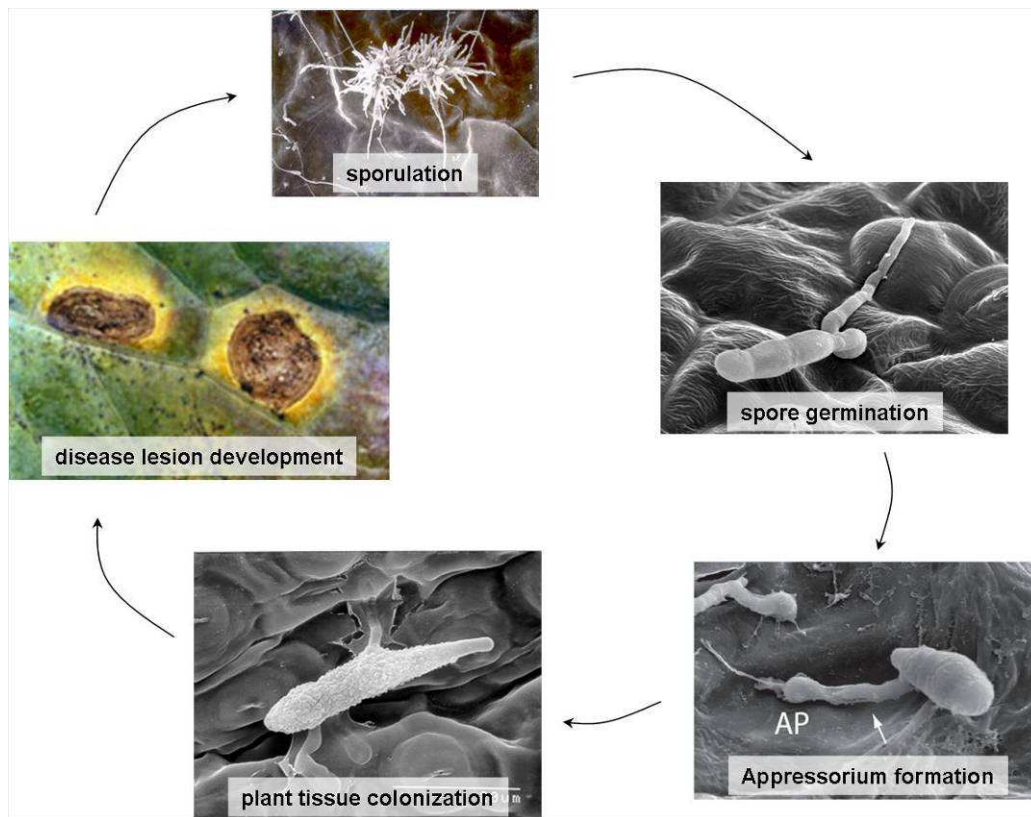 sporulation
spore germination
disease lesion development
AP
Appressorium formation
plant tissue colonization